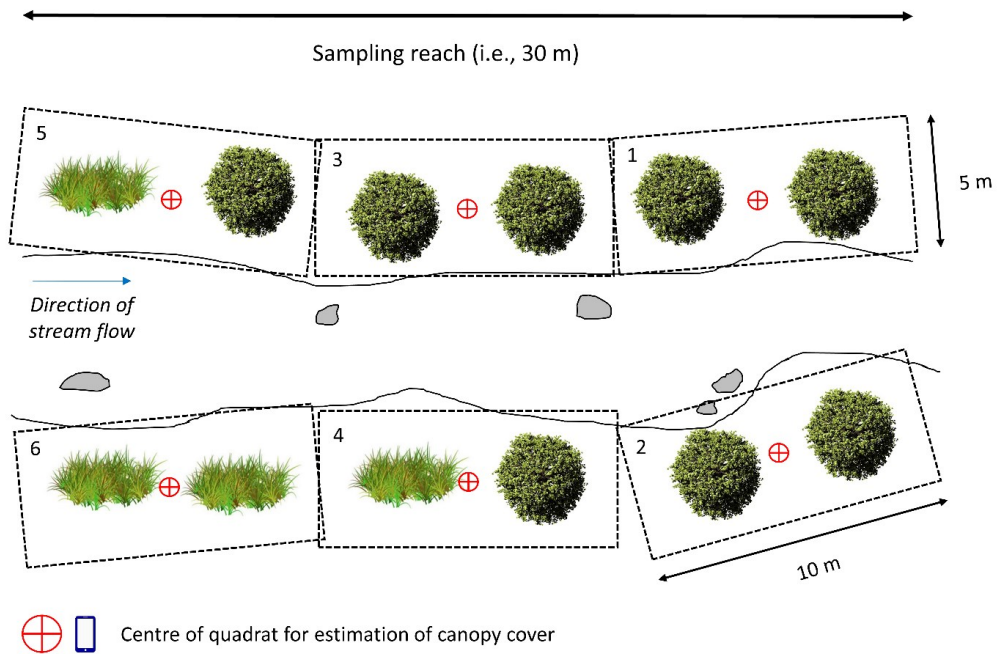 Sampling reach (i.e., 30 m)
5
3
1
5 m
Direction of
stream flow
6
4
2
10 m
Centre of quadrat for estimation of canopy cover